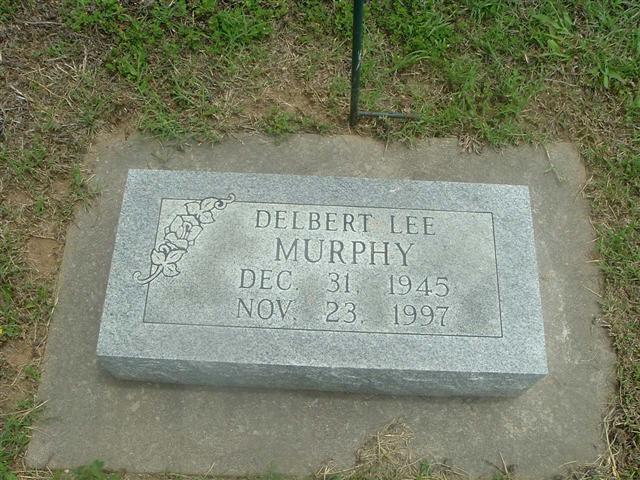 DELBERT LEE
MURPHY
DEC. 31, 1945
NOV. 23, 1997